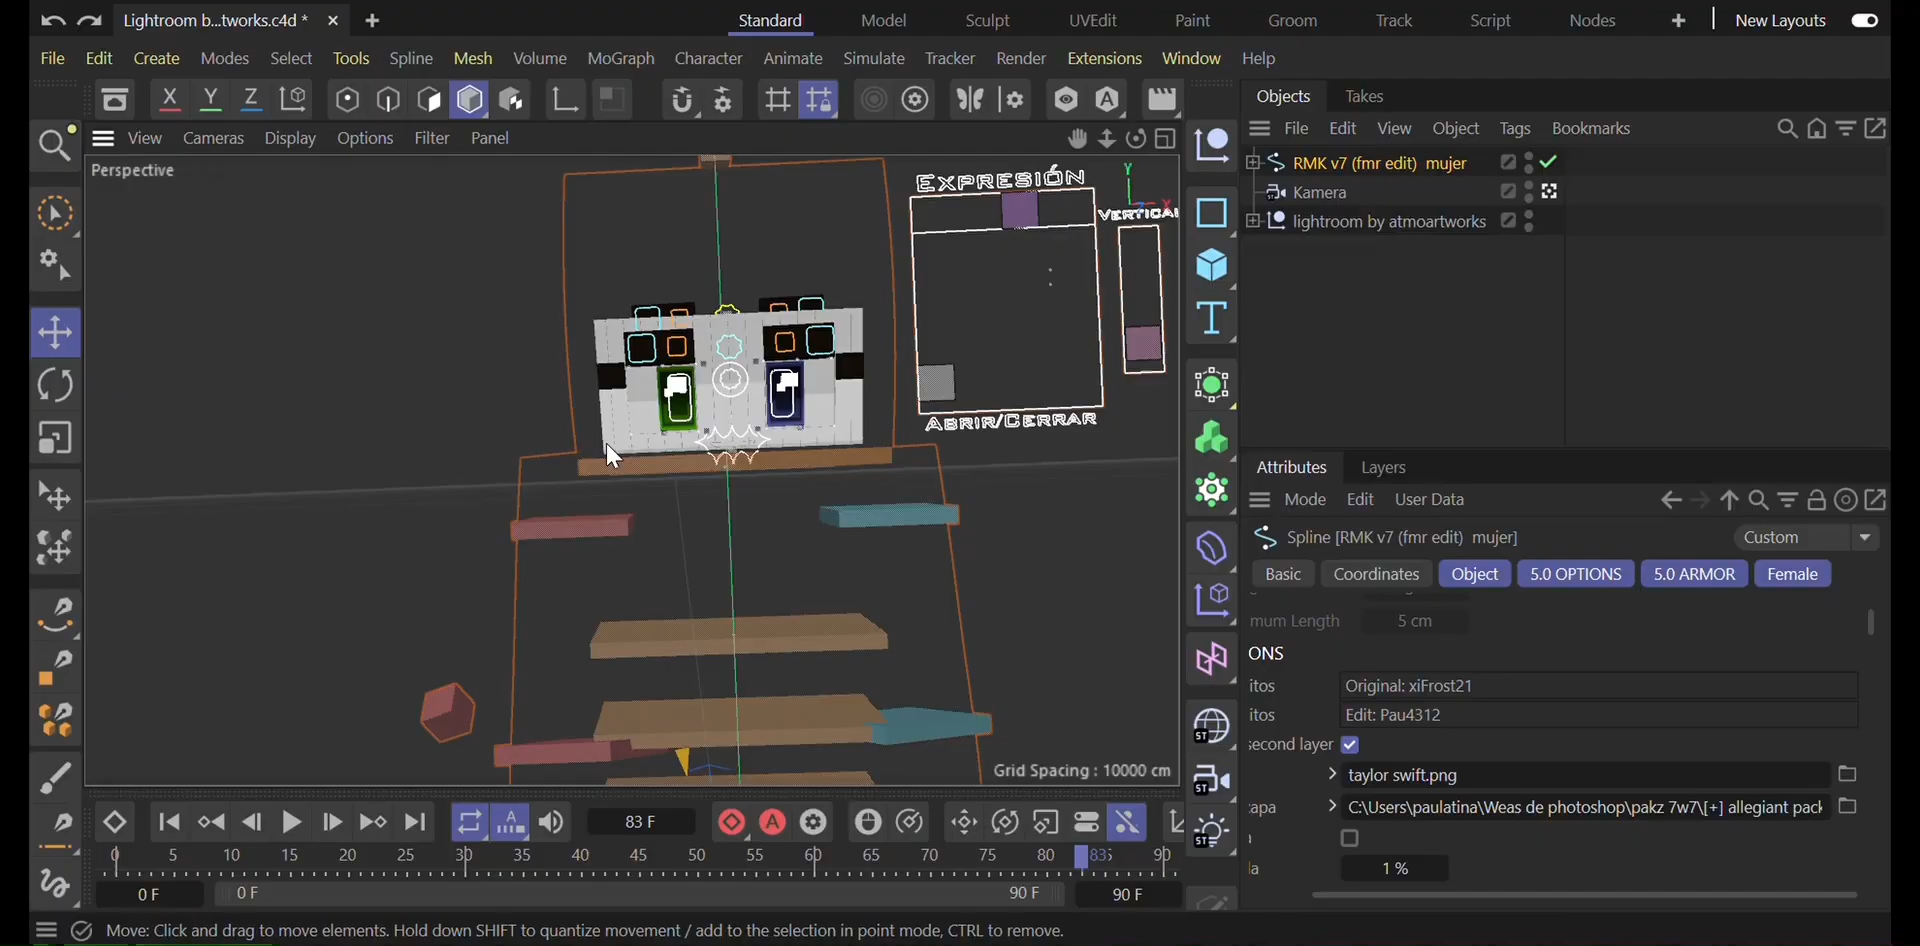 Lightroom b...tworks.c4d *
Standard
Model
Sculpt
UVEdit
Paint
Groom
Track
Script
Nodes
New Layouts
File
Edit
Create
Modes
Select
Tools
Spline
Mesh
Volume
MoGraph
Character
Animate
Simulate
Tracker
Render
Extensions
Window
Help
X
Y
Z
View
Cameras
Display
Options
Filter
Panel
Perspective
EXPRESIÓN
ABRIR/CERRAR
Y
X
Grid Spacing : 10000 cm
Objects
Takes
File
Edit
View
Object
Tags
Bookmarks
RMK v7 (fmr edit) mujer
Kamera
lightroom by atmoartworks
Attributes
Layers
Mode
Edit
User Data
Spline [RMK v7 (fmr edit) mujer]
Custom
Basic
Coordinates
Object
5.0 OPTIONS
5.0 ARMOR
Female
mum Length
5 cm
ONS
itos
Original: xiFrost21
itos
Edit: Pau4312
second layer
taylor swift.png
capa
C:\Users\paulatina\Weas de photoshop\pakz 7w7\[+] allegiant pack
la
1 %
T
ST
ST
ST
83 F
0
5
10
15
20
25
30
35
40
45
50
55
60
65
70
75
80
835
90
0 F
0 F
90 F
90 F
Move: Click and drag to move elements. Hold down SHIFT to quantize movement / add to the selection in point mode, CTRL to remove.